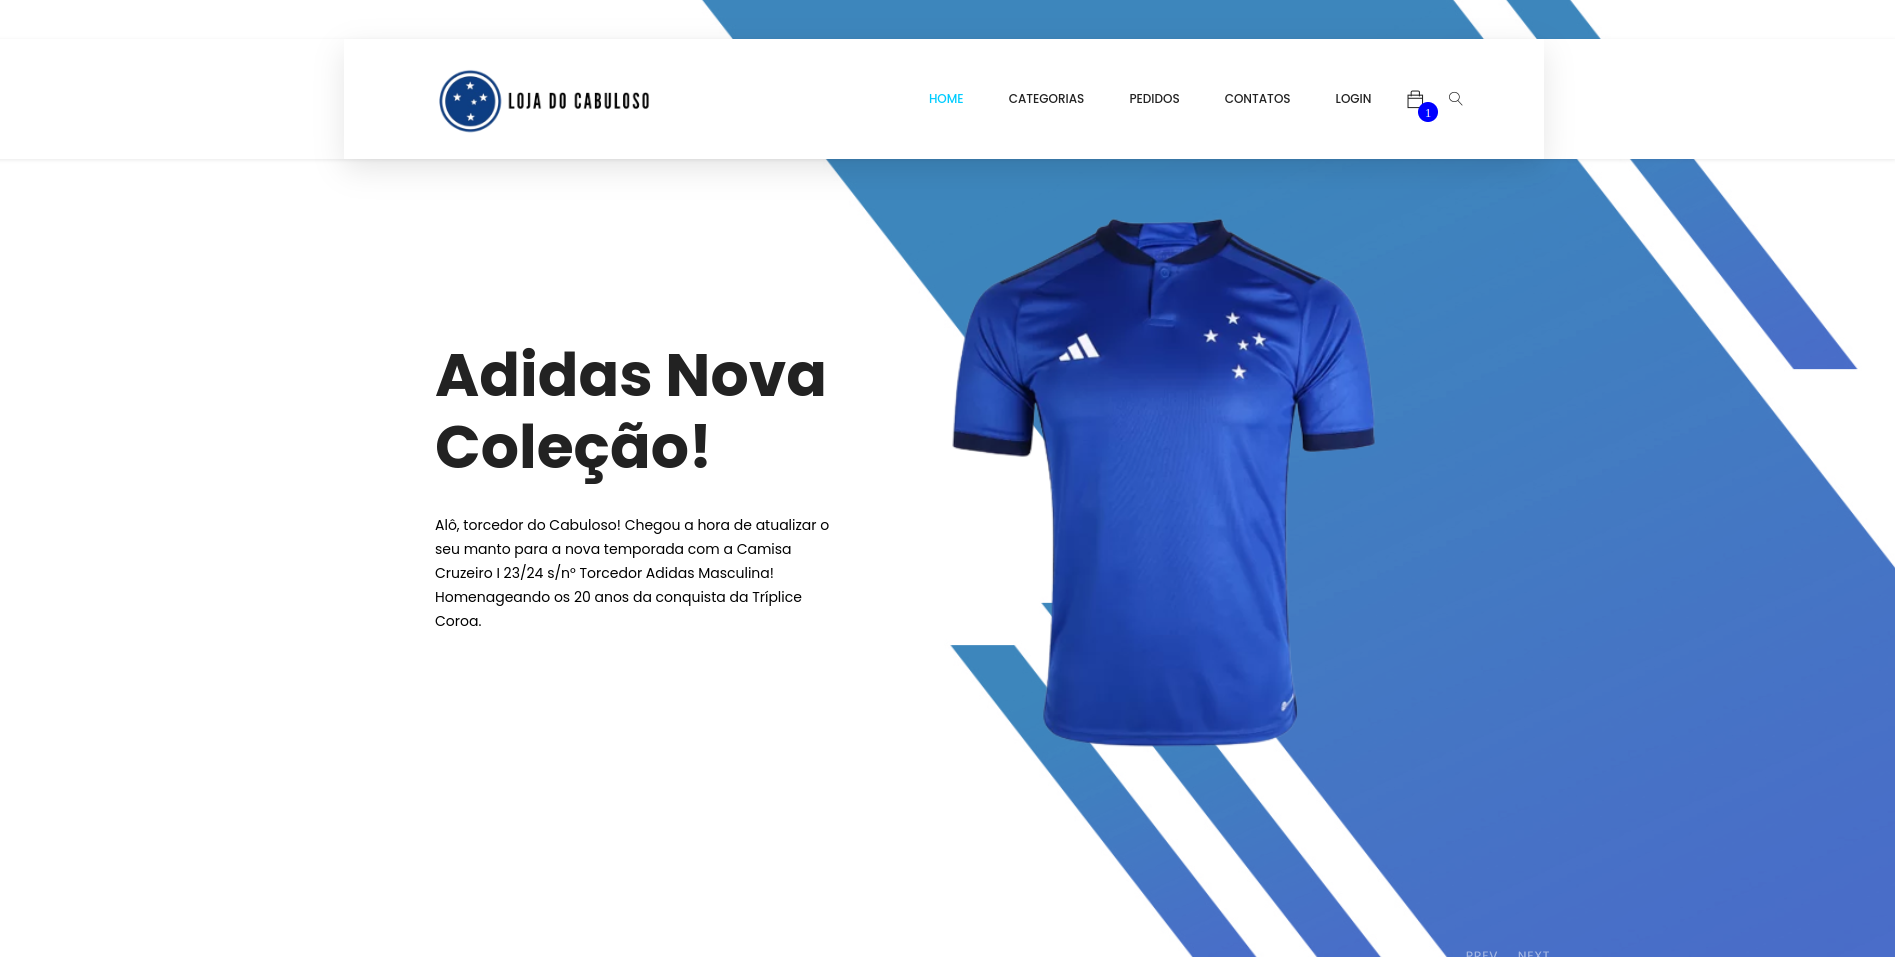 LOJA DO CABULOSO
HOME CATEGORIAS PEDIDOS CONTATOS LOGIN
1
Adidas Nova
Coleção!
Alô, torcedor do Cabuloso! Chegou a hora de atualizar o
seu manto para a nova temporada com a Camisa
Cruzeiro I 23/24 s/n° Torcedor Adidas Masculina!
Homenageando os 20 anos da conquista da Tríplice
Coroa.
PREV NEXT